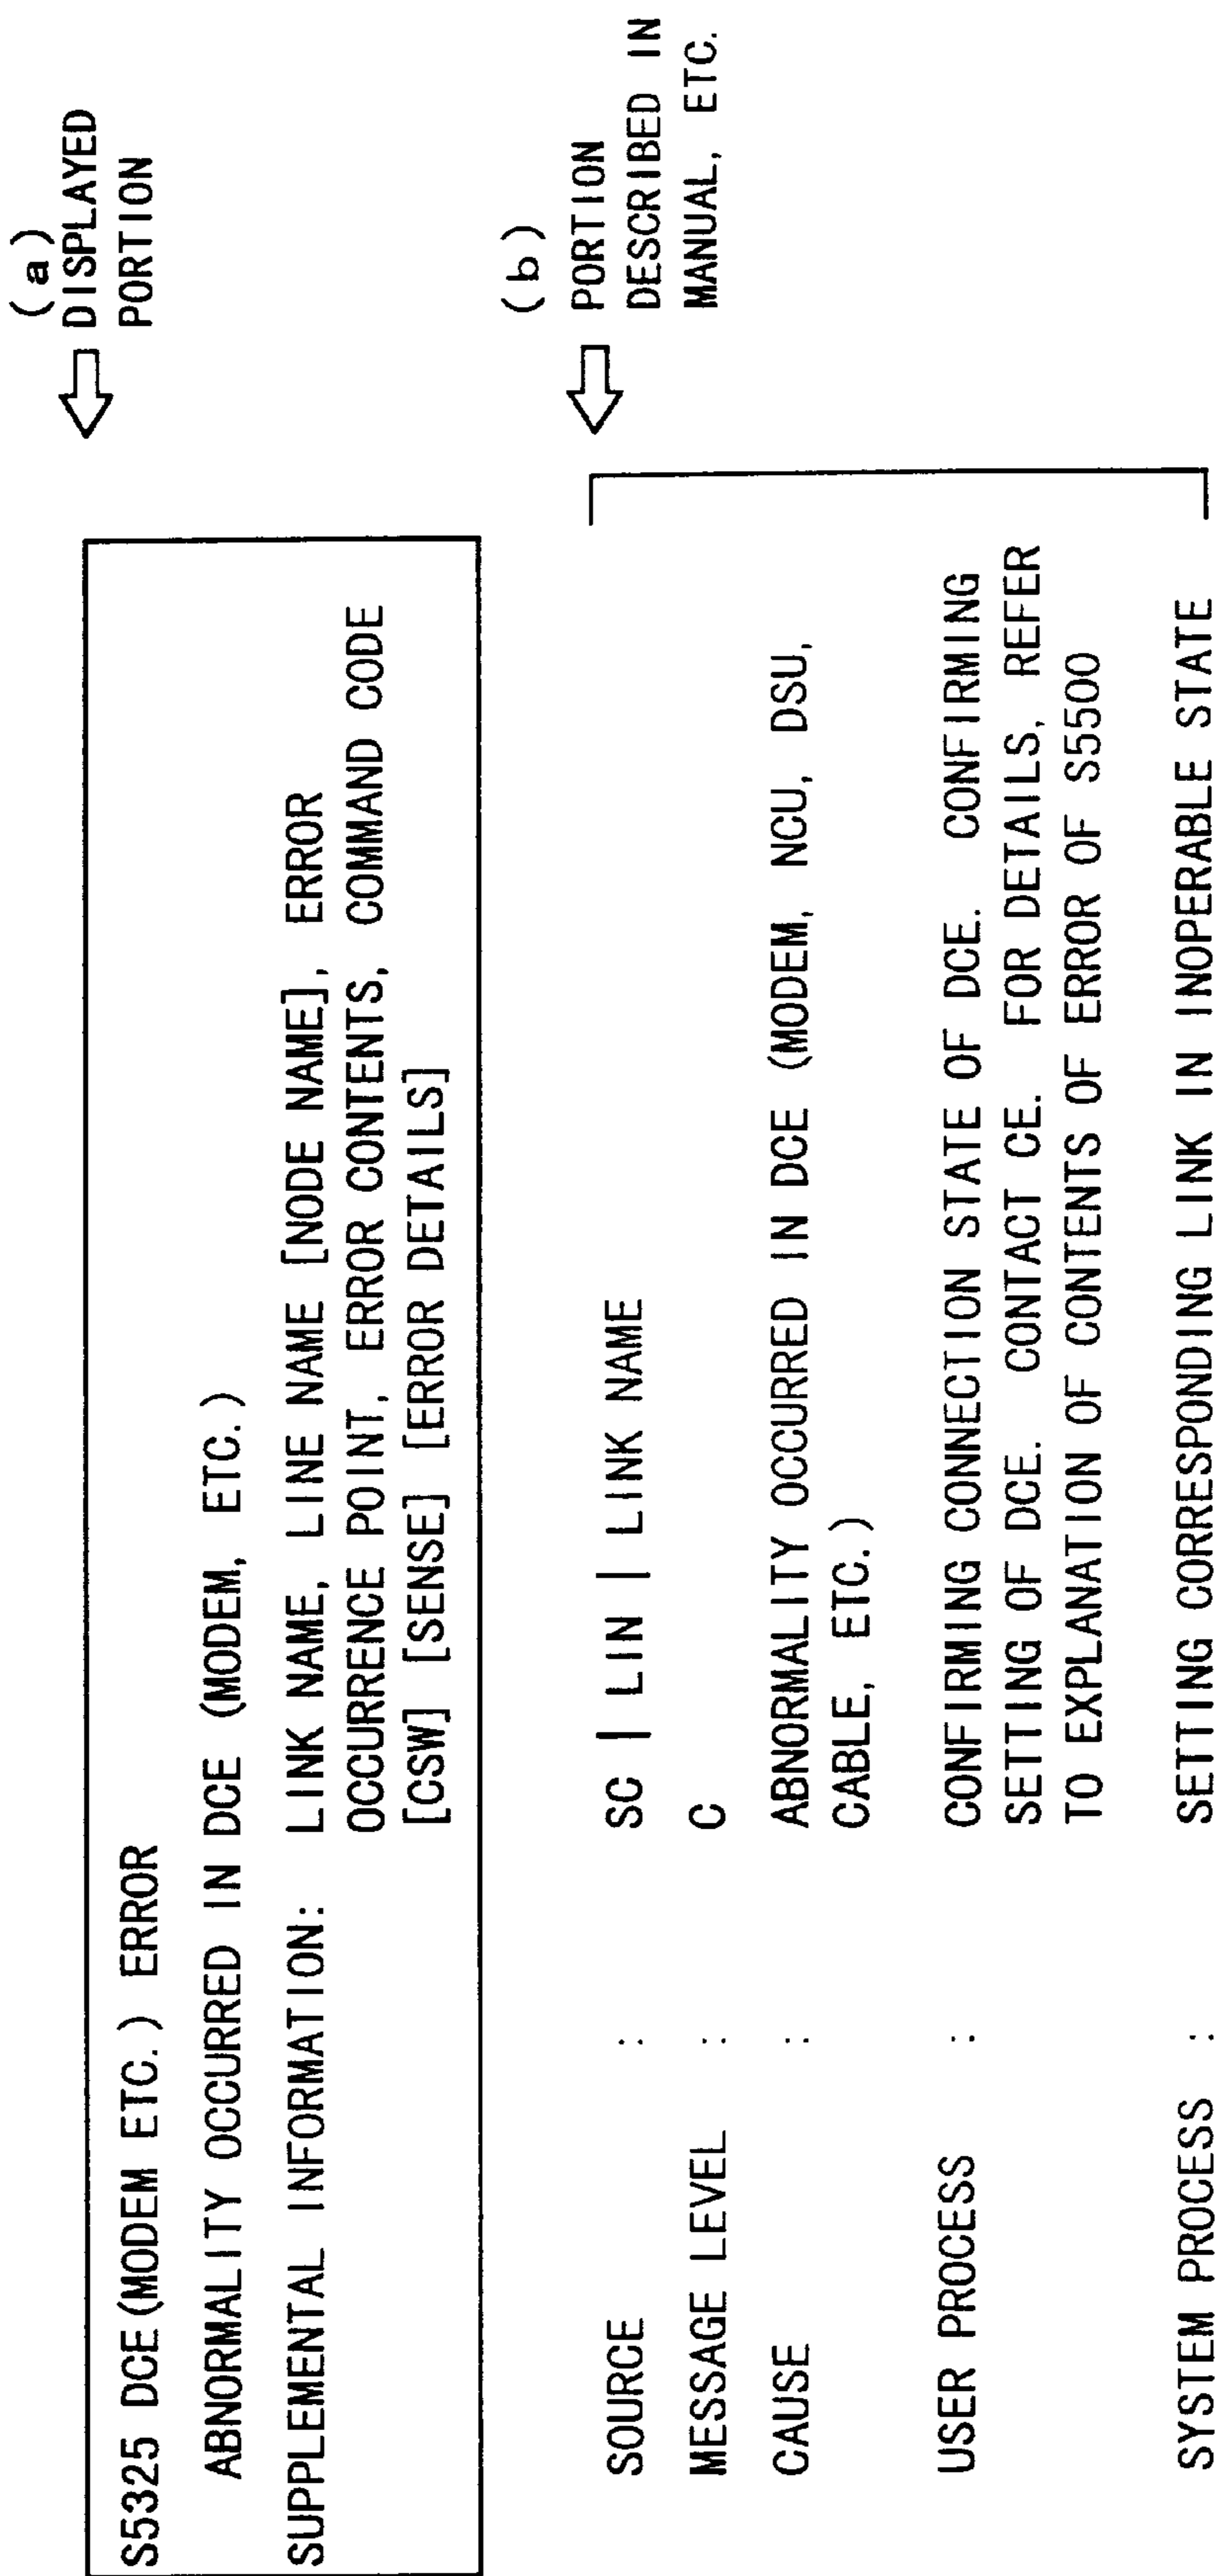 (a)
DISPLAYED
PORTION
S5325 DCE(MODEM ETC.) ERROR
ABNORMALITY OCCURRED IN DCE (MODEM, ETC.)
SUPPLEMENTAL INFORMATION: LINK NAME, LINE NAME [NODE NAME], ERROR
OCCURRENCE POINT, ERROR CONTENTS, COMMAND CODE
[CSW] [SENSE] [ERROR DETAILS]
(b)
PORTION
DESCRIBED IN
MANUAL, ETC.
SOURCE : SC | LIN | LINK NAME
MESSAGE LEVEL : C
CAUSE : ABNORMALITY OCCURRED IN DCE (MODEM, NCU, DSU,
CABLE, ETC.)
USER PROCESS : CONFIRMING CONNECTION STATE OF DCE. CONFIRMING
SETTING OF DCE. CONTACT CE. FOR DETAILS, REFER
TO EXPLANATION OF CONTENTS OF ERROR OF S5500
SYSTEM PROCESS : SETTING CORRESPONDING LINK IN INOPERABLE STATE